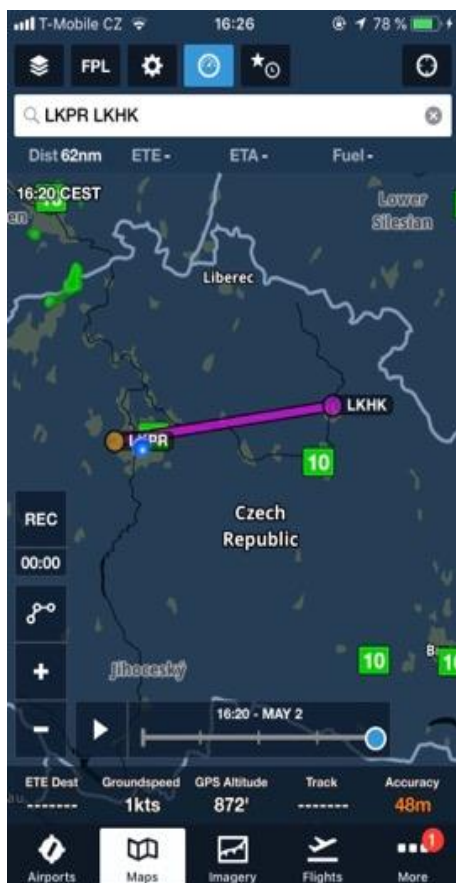 T-Mobile CZ 16:26 78 %
FPL
LKPR LKHK
Dist 62nm ETE - ETA - Fuel -
16:20 CEST
Lower
Silesian
en
Liberec
LKHK
LKPR
10
Czech
Republic
REC
00:00
Jihočeský
10
+
16:20 - MAY 2
−
ETE Dest Groundspeed GPS Altitude Track Accuracy
------- 1kts 872' ------- 48m
1
Airports Maps Imagery Flights More